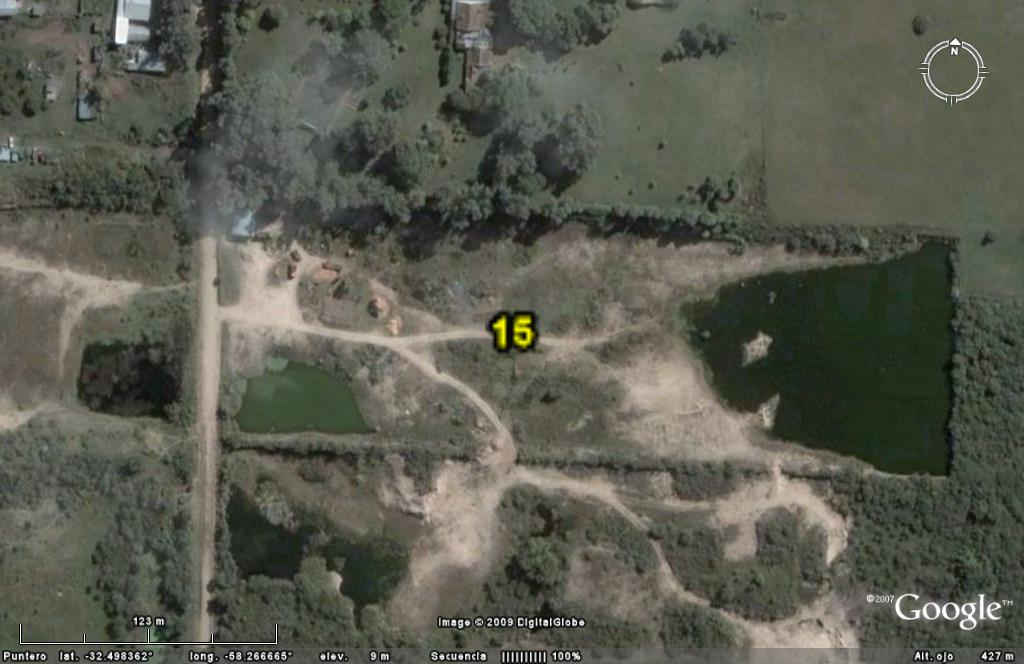 N
15
©2007 Google™
123 m
Image © 2009 DigitalGlobe
Puntero lat. -32.498362° long. -58.266665° elev. 9 m Secuencia |||||||||| 100% Alt. ojo 427 m